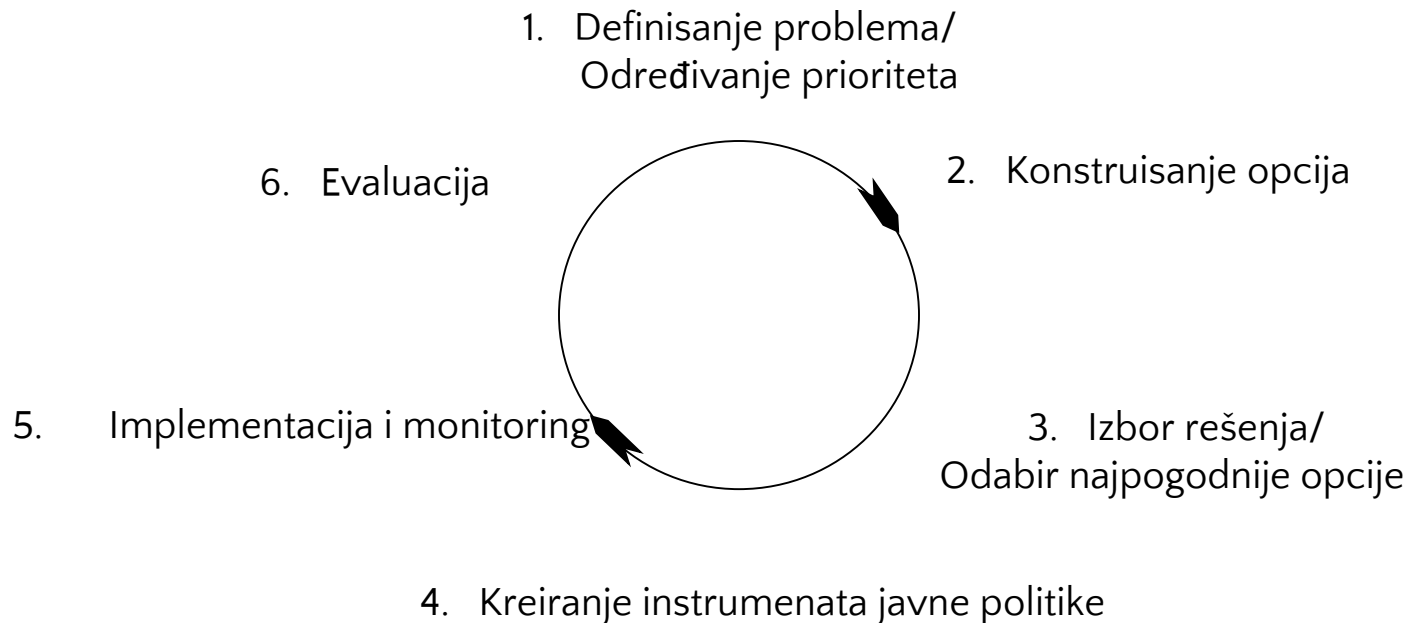 1. Definisanje problema/
Određivanje prioriteta
2. Konstruisanje opcija
3. Izbor rešenja/
Odabir najpogodnije opcije
4. Kreiranje instrumenata javne politike
5. Implementacija i monitoring
6. Evaluacija